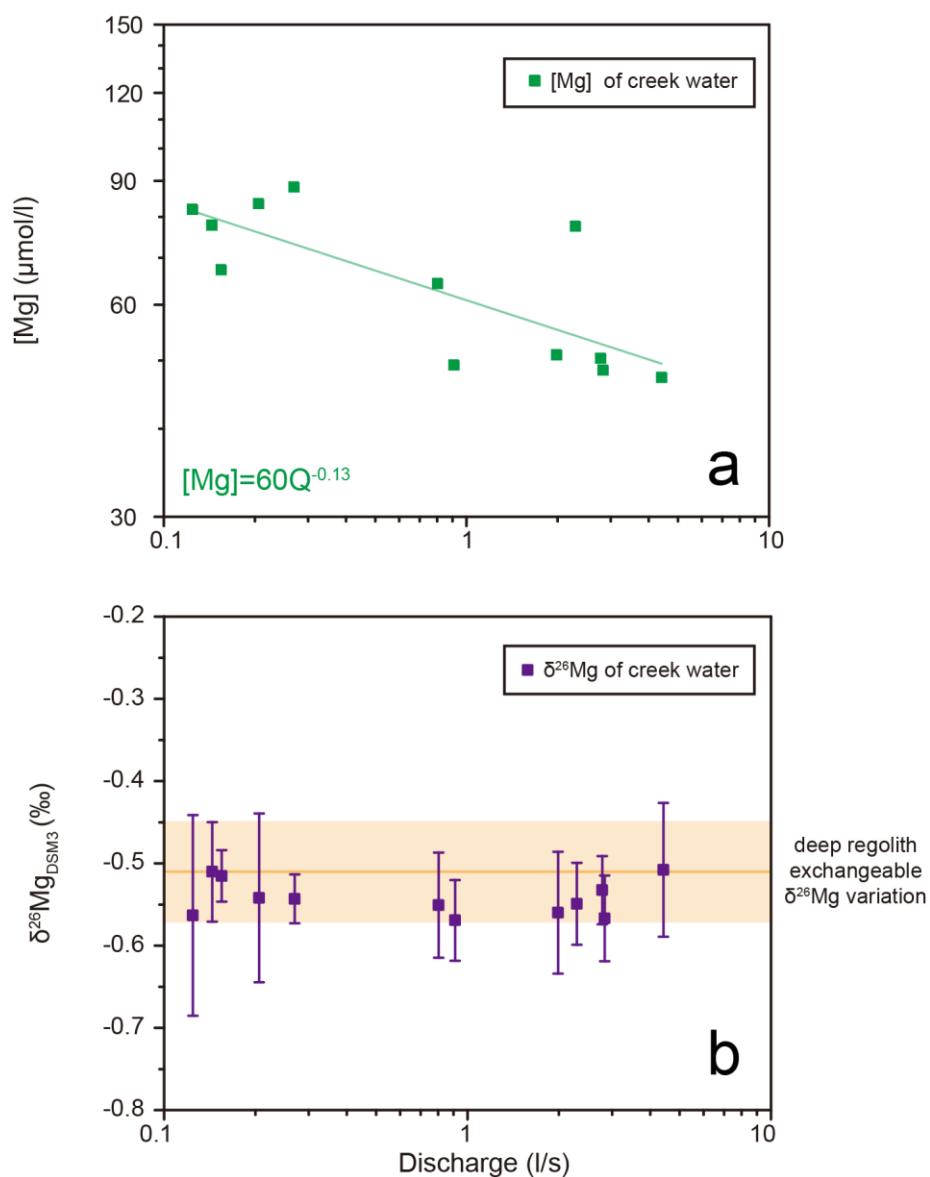 150
120
90
60
30
[Mg] (μmol/l)
[Mg] of creek water
[Mg]=60Q⁻⁰·¹³
a
0.1
1
10
-0.2
-0.3
-0.4
-0.5
-0.6
-0.7
-0.8
δ²⁶Mg_DSM3 (‰)
δ²⁶Mg of creek water
deep regolith
exchangeable
δ²⁶Mg variation
b
0.1
1
10
Discharge (l/s)